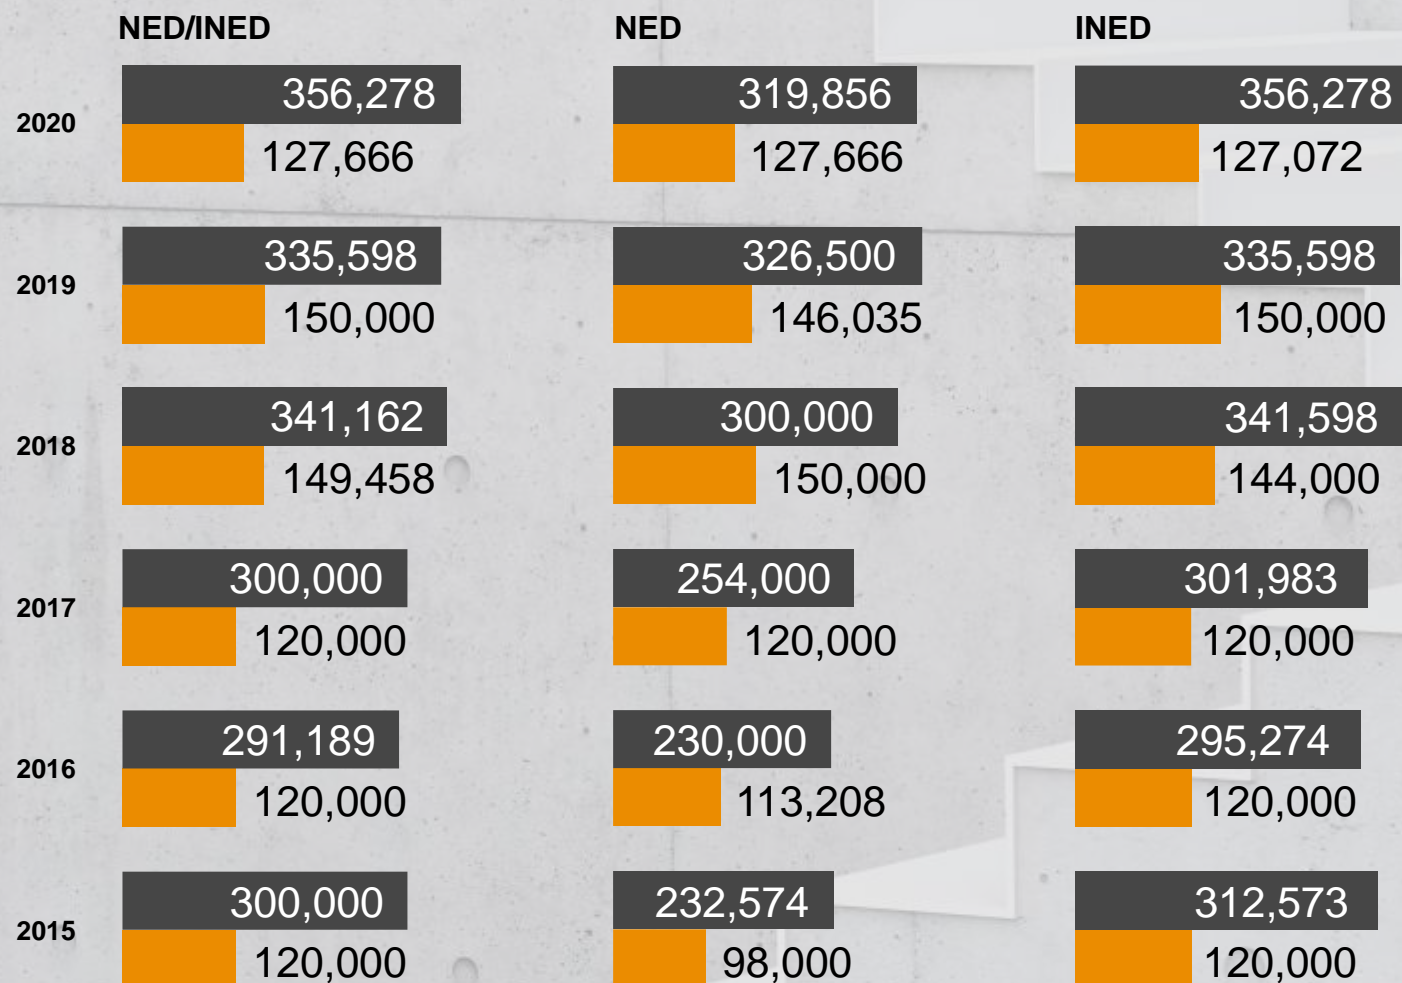 NED/INED NED INED
356,278 319,856 356,278
2020
127,666 127,666 127,072
335,598 326,500 335,598
2019
150,000 146,035 150,000
341,162 300,000 341,598
2018
149,458 150,000 144,000
300,000 254,000 301,983
2017
120,000 120,000 120,000
291,189 230,000 295,274
2016
120,000 113,208 120,000
300,000 232,574 312,573
2015
120,000 98,000 120,000